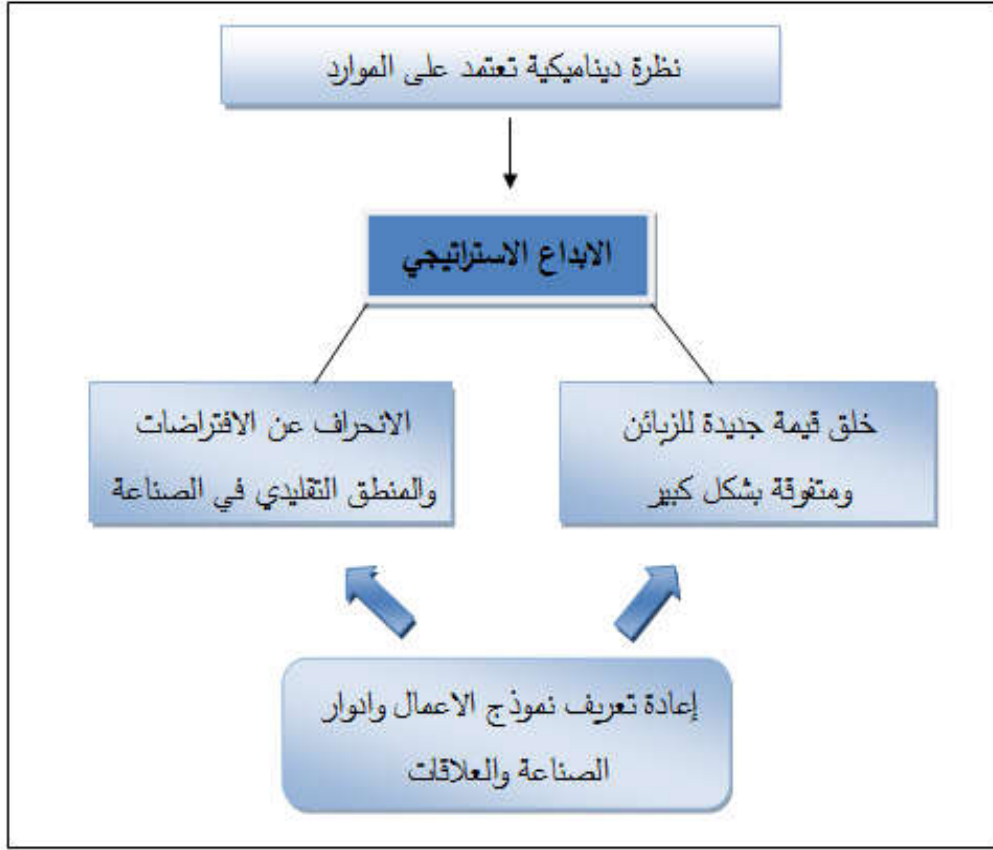 نظرة ديناميكية تعتمد على الموارد
الابداع الاستراتيجي
خلق قيمة جديدة للزبائن
ومتفوقة بشكل كبير
الانحراف عن الافتراضات
والمنطق التقليدي في الصناعة
إعادة تعريف نموذج الاعمال وادوار
الصناعة والعلاقات